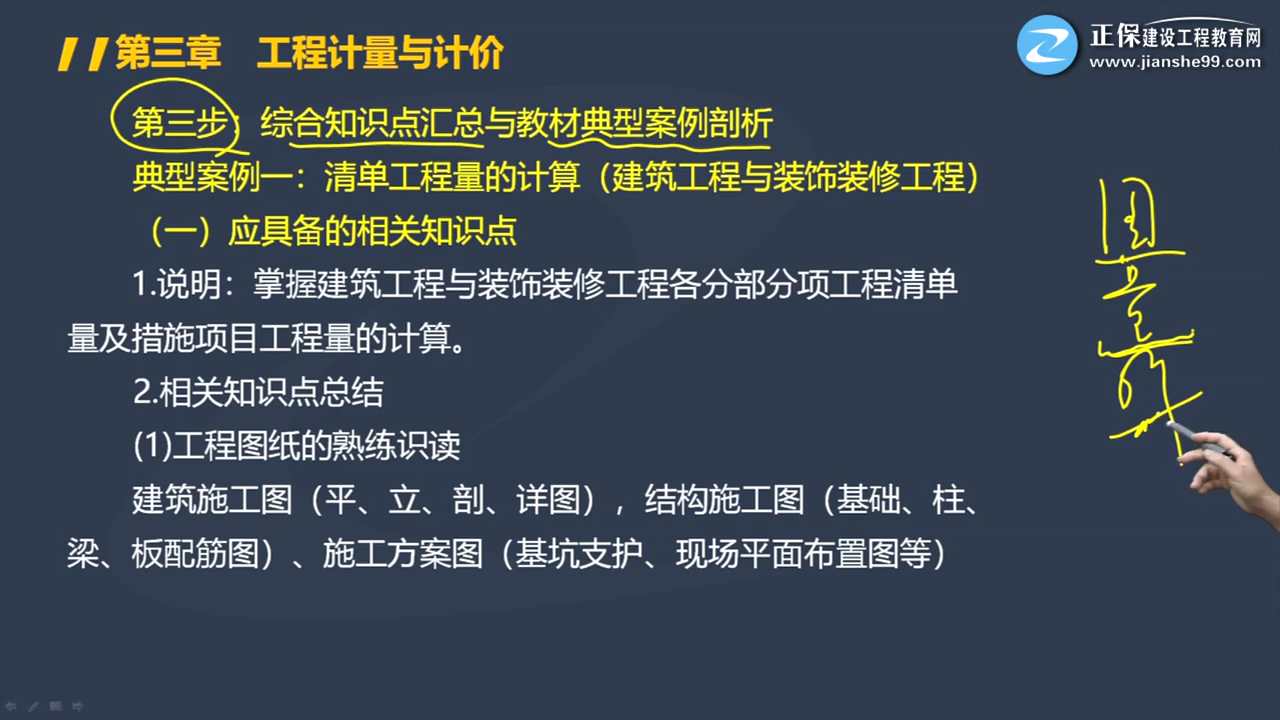 正保建设工程教育网
www.jianshe99.com
第三章 工程计量与计价
第三步：综合知识点汇总与教材典型案例剖析
典型案例一：清单工程量的计算（建筑工程与装饰装修工程）
（一）应具备的相关知识点
1.说明：掌握建筑工程与装饰装修工程各分部分项工程清单
量及措施项目工程量的计算。
2.相关知识点总结
(1)工程图纸的熟练识读
建筑施工图（平、立、剖、详图），结构施工图（基础、柱、
梁、板配筋图）、施工方案图（基坑支护、现场平面布置图等）